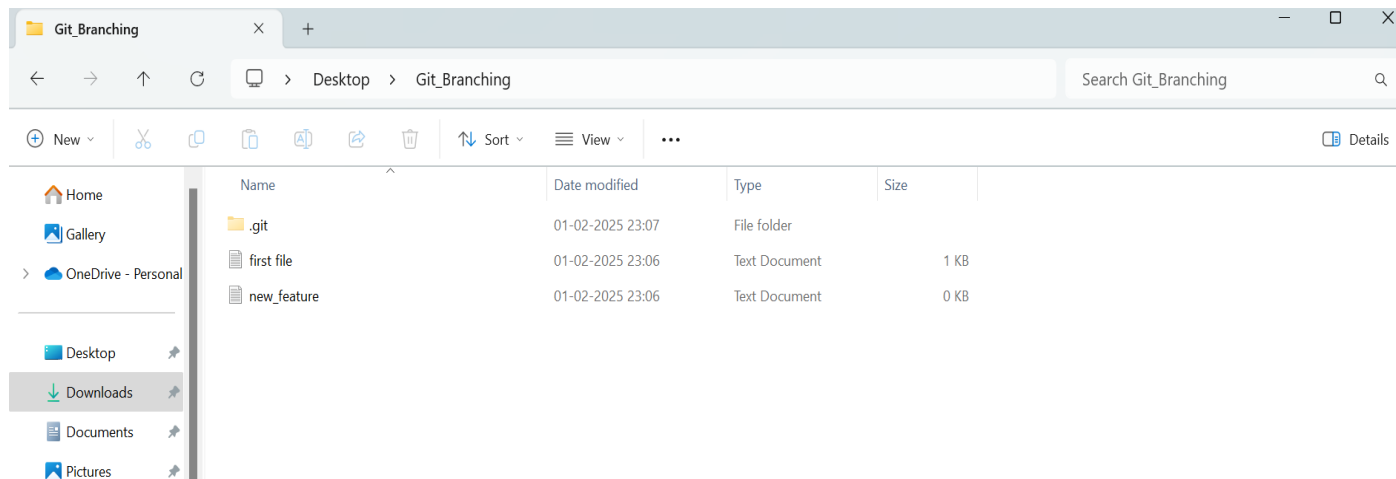 Git_Branching
Desktop > Git_Branching
Search Git_Branching
New
Sort
View
Details
Home
Gallery
OneDrive - Personal
Desktop
Downloads
Documents
Pictures
Name Date modified Type Size
.git 01-02-2025 23:07 File folder
first file 01-02-2025 23:06 Text Document 1 KB
new_feature 01-02-2025 23:06 Text Document 0 KB